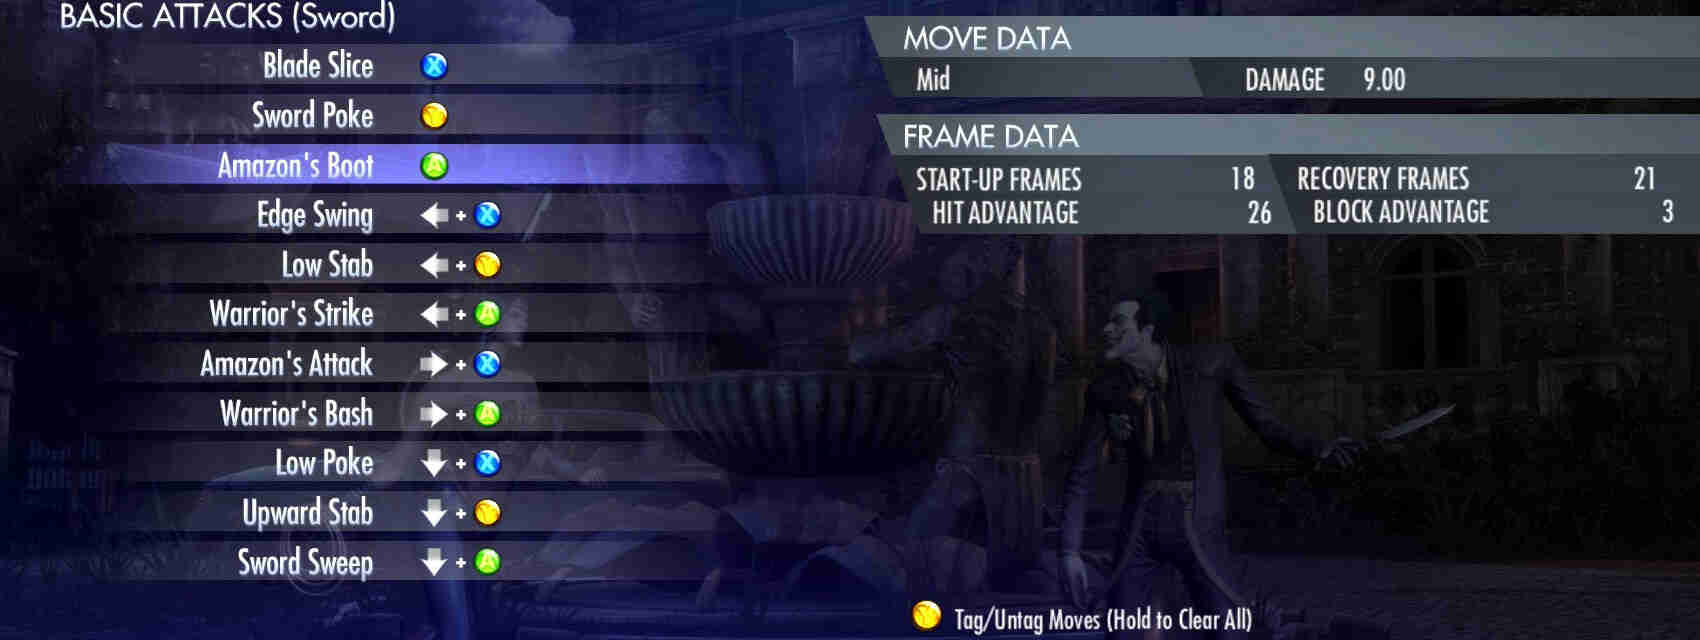 BASIC ATTACKS (Sword)
Blade Slice X
Sword Poke Y
Amazon's Boot A
Edge Swing + X
Low Stab + Y
Warrior's Strike + A
Amazon's Attack + X
Warrior's Bash + A
Low Poke + X
Upward Stab + Y
Sword Sweep + A
MOVE DATA
Mid DAMAGE 9.00
FRAME DATA
START-UP FRAMES 18 RECOVERY FRAMES 21
HIT ADVANTAGE 26 BLOCK ADVANTAGE 3
Y Tag/Untag Moves (Hold to Clear All)